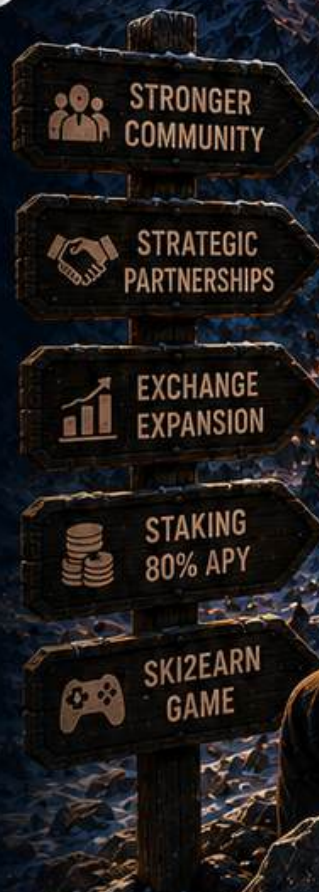 STRONGER
COMMUNITY
STRATEGIC
PARTNERSHIPS
EXCHANGE
EXPANSION
STAKING
80% APY
SKI2EARN
GAME